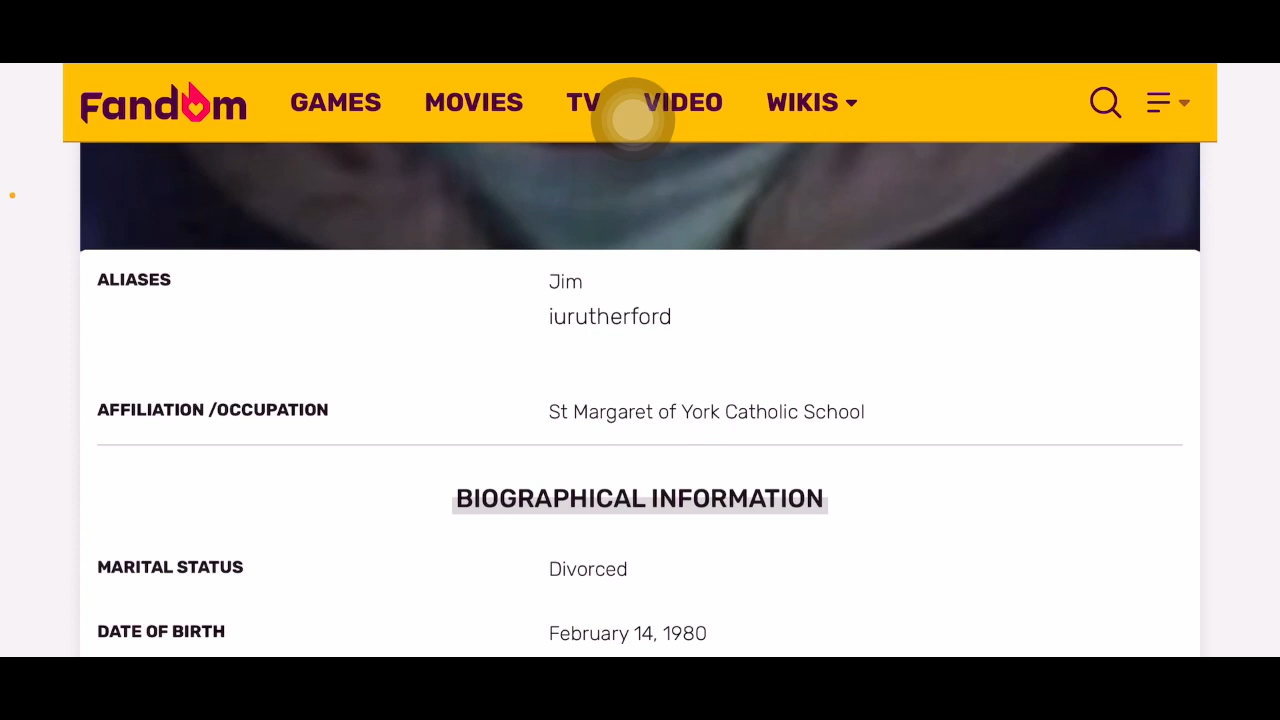 Fandom GAMES MOVIES TV VIDEO WIKIS
ALIASES Jim
iurutherford
AFFILIATION /OCCUPATION St Margaret of York Catholic School
BIOGRAPHICAL INFORMATION
MARITAL STATUS Divorced
DATE OF BIRTH February 14, 1980